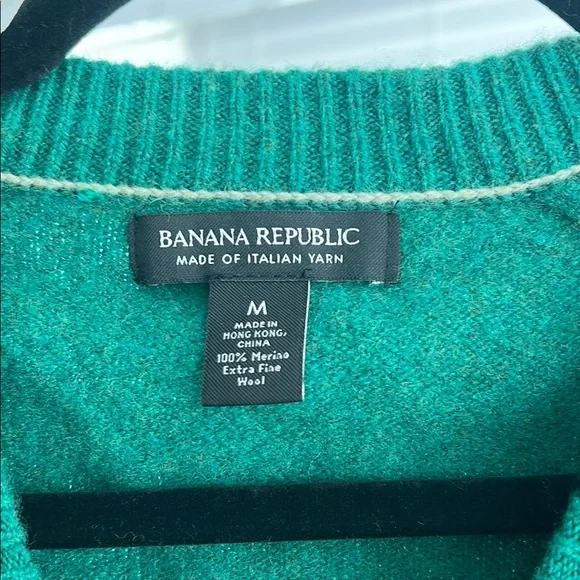 BANANA REPUBLIC
MADE OF ITALIAN YARN
M
MADE IN
HONG KONG,
CHINA
100% Merino
Extra Fine
Wool